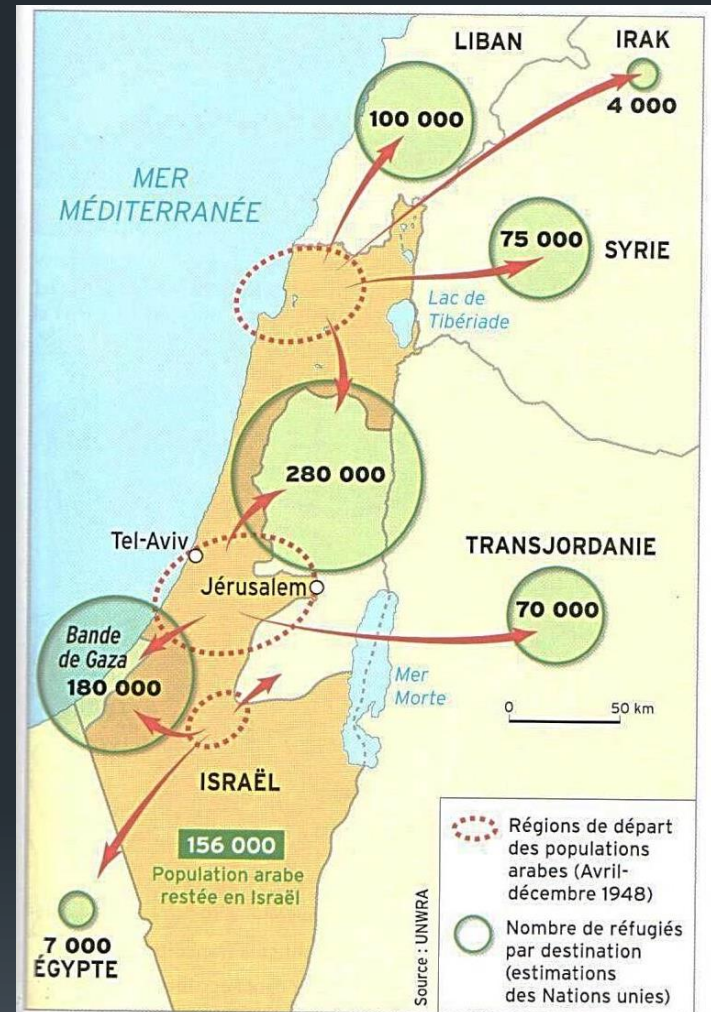 LIBAN
IRAK
100 000
4 000
MER
MÉDITERRANÉE
75 000
SYRIE
Lac de
Tibériade
280 000
Tel-Aviv
TRANSJORDANIE
Jérusalem
70 000
Bande
de Gaza
180 000
Mer
Morte
0 50 km
ISRAËL
156 000
Population arabe
restée en Israël
7 000
ÉGYPTE
Source : UNWRA
Régions de départ
des populations
arabes (Avril-
décembre 1948)
Nombre de réfugiés
par destination
(estimations
des Nations unies)